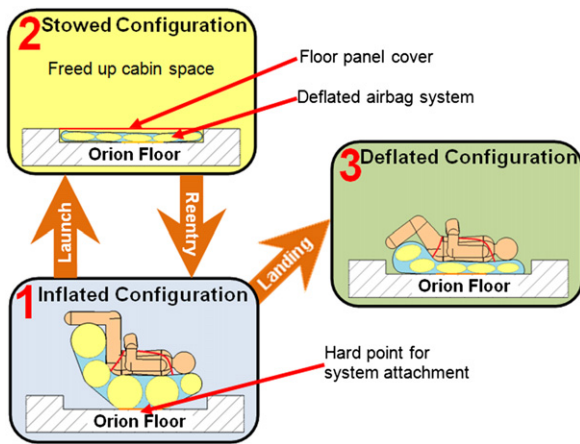 2 Stowed Configuration
Freed up cabin space
Orion Floor
Floor panel cover
Deflated airbag system
3 Deflated Configuration
Orion Floor
Launch
Reentry
Landing
1 Inflated Configuration
Orion Floor
Hard point for
system attachment